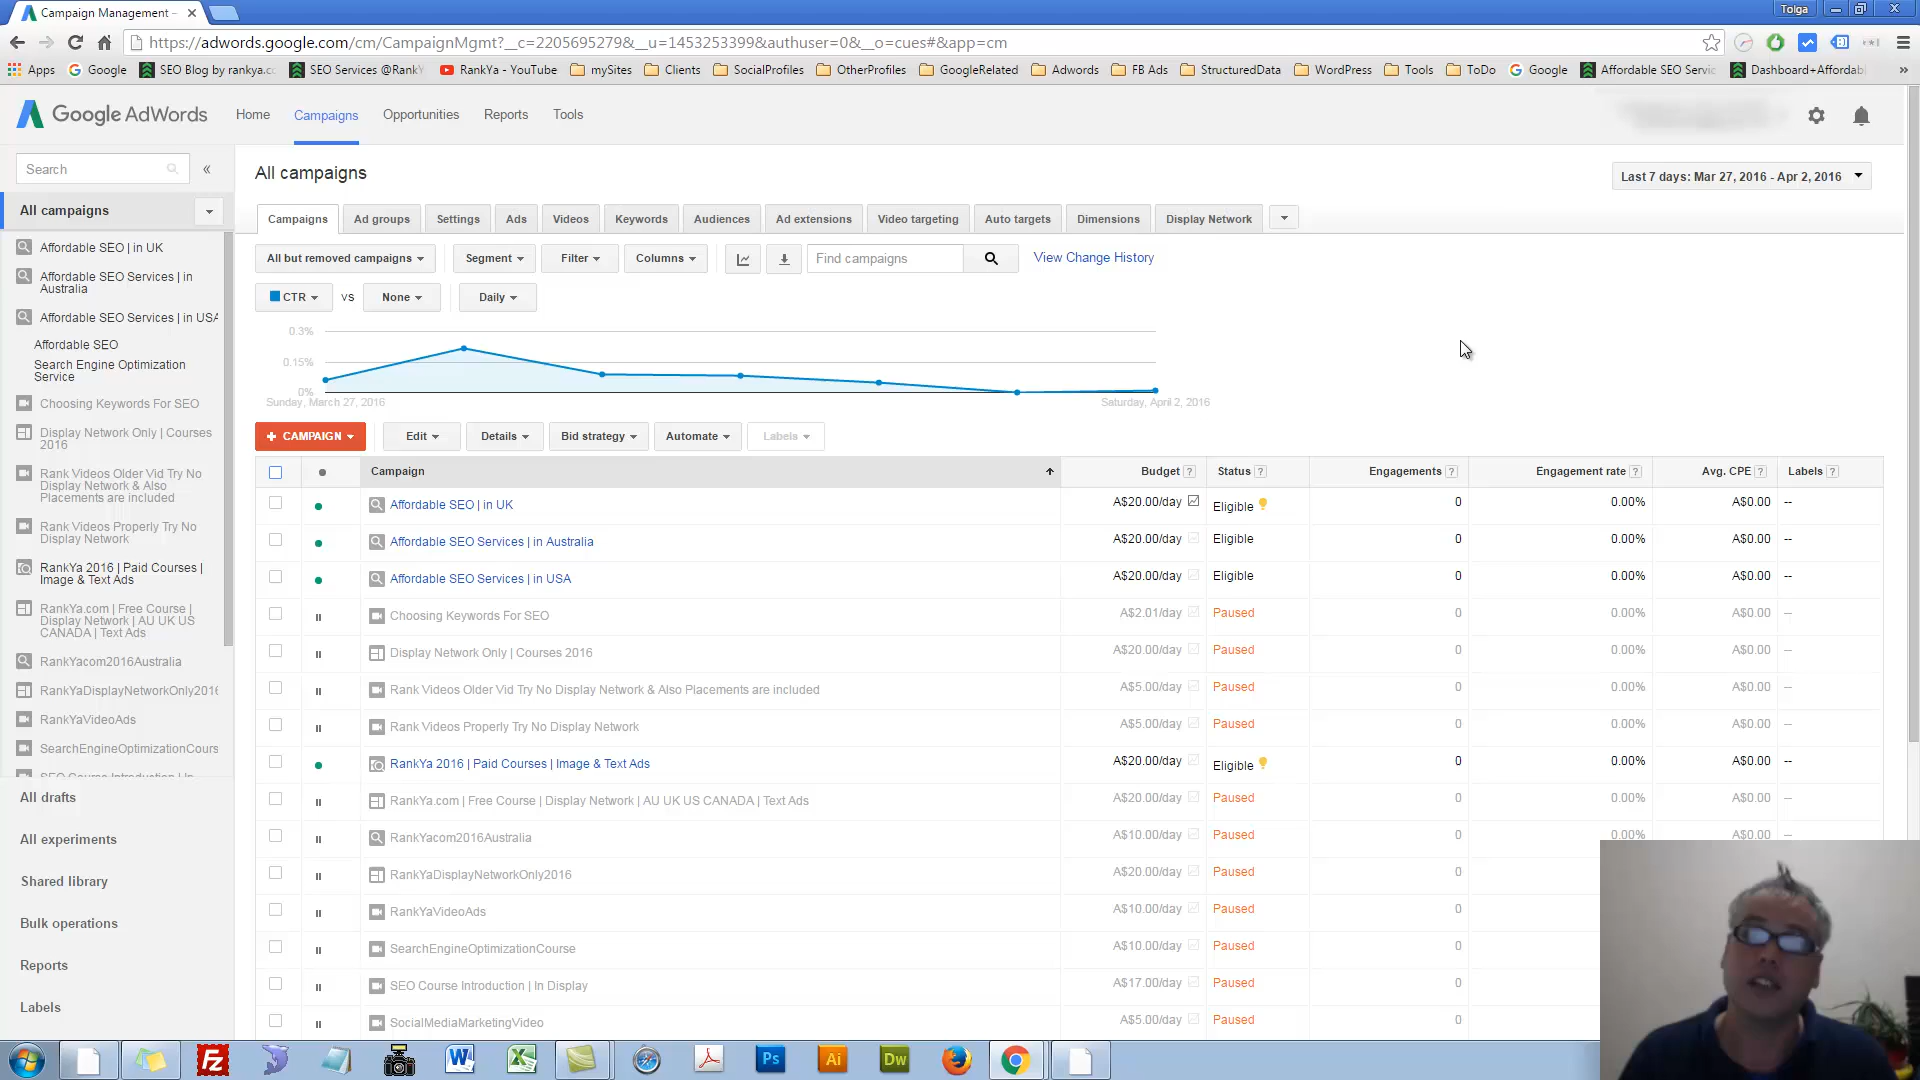 Campaign Management -
Tolga
https://adwords.google.com/cm/CampaignMgmt?__c=2205695279&__u=1453253399&authuser=0&__o=cues#&app=cm
Apps Google SEO Blog by rankya.c SEO Services @RankY RankYa - YouTube mySites Clients SocialProfiles OtherProfiles GoogleRelated Adwords FB Ads StructuredData WordPress Tools ToDo Google Affordable SEO Servic Dashboard+Affordabl »
Google AdWords Home Campaigns Opportunities Reports Tools
Search «
All campaigns
Affordable SEO | in UK
Affordable SEO Services | in
Australia
Affordable SEO Services | in USA
Affordable SEO
Search Engine Optimization
Service
Choosing Keywords For SEO
Display Network Only | Courses
2016
Rank Videos Older Vid Try No
Display Network & Also
Placements are included
Rank Videos Properly Try No
Display Network
RankYa 2016 | Paid Courses |
Image & Text Ads
RankYa.com | Free Course |
Display Network | AU UK US
CANADA | Text Ads
RankYacom2016Australia
RankYaDisplayNetworkOnly2016
RankYaVideoAds
SearchEngineOptimizationCours
SEO Course Introduction | In
All drafts
All experiments
Shared library
Bulk operations
Reports
Labels
All campaigns
Last 7 days: Mar 27, 2016 - Apr 2, 2016
Campaigns Ad groups Settings Ads Videos Keywords Audiences Ad extensions Video targeting Auto targets Dimensions Display Network
All but removed campaigns Segment Filter Columns Find campaigns View Change History
CTR vs None Daily
0.3%
0.15%
0%
Sunday, March 27, 2016 Saturday, April 2, 2016
+ CAMPAIGN Edit Details Bid strategy Automate Labels
Campaign Budget ? Status ? Engagements ? Engagement rate ? Avg. CPE ? Labels ?
Affordable SEO | in UK A$20.00/day Eligible 0 0.00% A$0.00 --
Affordable SEO Services | in Australia A$20.00/day Eligible 0 0.00% A$0.00 --
Affordable SEO Services | in USA A$20.00/day Eligible 0 0.00% A$0.00 --
Choosing Keywords For SEO A$2.01/day Paused 0 0.00% A$0.00 --
Display Network Only | Courses 2016 A$20.00/day Paused 0 0.00% A$0.00 --
Rank Videos Older Vid Try No Display Network & Also Placements are included A$5.00/day Paused 0 0.00% A$0.00 --
Rank Videos Properly Try No Display Network A$5.00/day Paused 0 0.00% A$0.00 --
RankYa 2016 | Paid Courses | Image & Text Ads A$20.00/day Eligible 0 0.00% A$0.00 --
RankYa.com | Free Course | Display Network | AU UK US CANADA | Text Ads A$20.00/day Paused 0 0.00% A$0.00 --
RankYacom2016Australia A$10.00/day Paused 0 0.00% A$0.00 --
RankYaDisplayNetworkOnly2016 A$20.00/day Paused 0
RankYaVideoAds A$10.00/day Paused 0
SearchEngineOptimizationCourse A$10.00/day Paused 0
SEO Course Introduction | In Display A$17.00/day Paused 0
SocialMediaMarketingVideo A$5.00/day Paused 0
Fz W X Ps Ai Dw